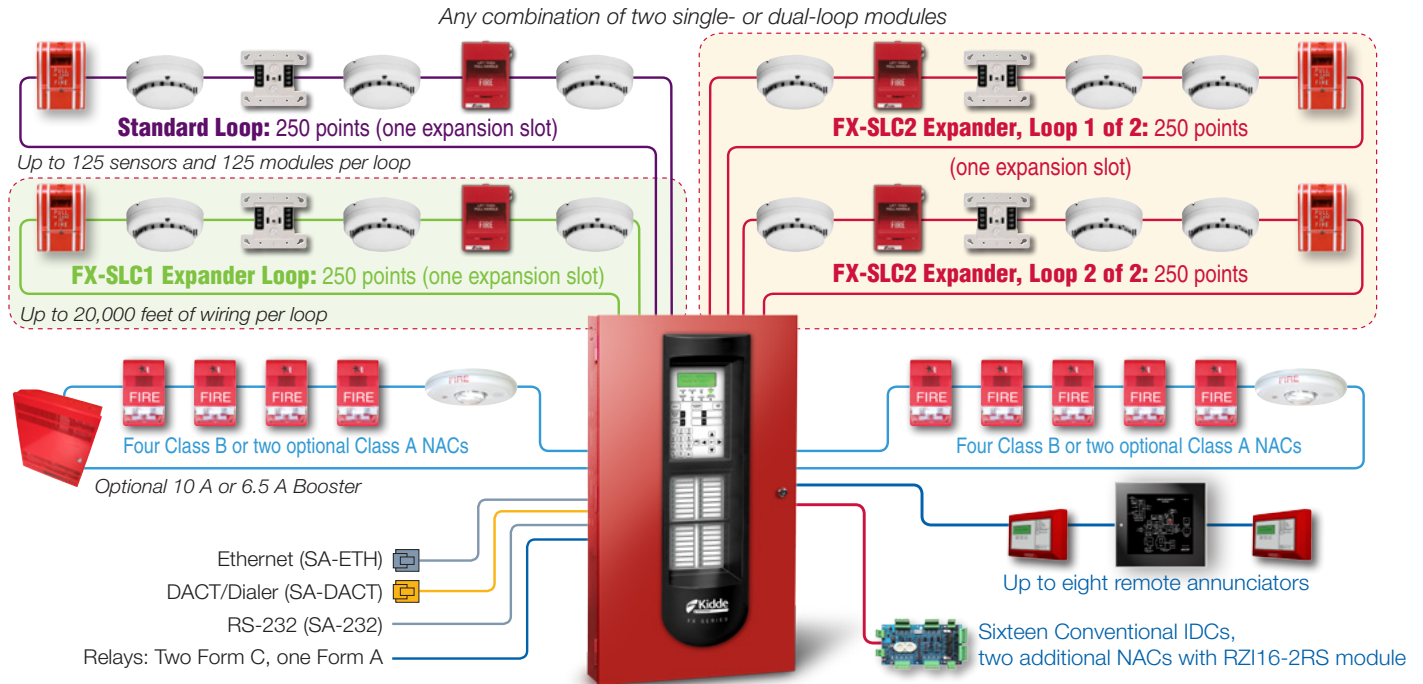 Any combination of two single- or dual-loop modules
Standard Loop: 250 points (one expansion slot)
Up to 125 sensors and 125 modules per loop
FX-SLC1 Expander Loop: 250 points (one expansion slot)
Up to 20,000 feet of wiring per loop
FX-SLC2 Expander, Loop 1 of 2: 250 points
(one expansion slot)
FX-SLC2 Expander, Loop 2 of 2: 250 points
FIRE
FIRE
FIRE
FIRE
FIRE
Four Class B or two optional Class A NACs
Optional 10 A or 6.5 A Booster
FIRE
FIRE
FIRE
FIRE
FIRE
FIRE
Four Class B or two optional Class A NACs
Ethernet (SA-ETH)
DACT/Dialer (SA-DACT)
RS-232 (SA-232)
Relays: Two Form C, one Form A
Kidde
FX SERIES
Up to eight remote annunciators
Sixteen Conventional IDCs,
two additional NACs with RZI16-2RS module